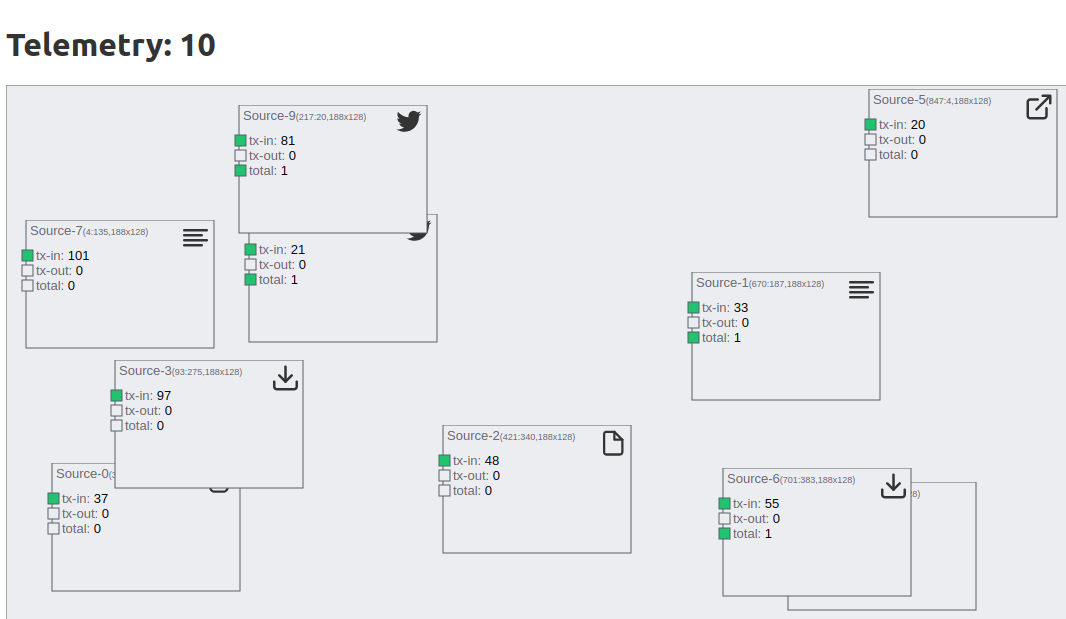 Telemetry: 10
Source-5(847:4,188x128)
tx-in: 20
tx-out: 0
total: 0
Source-9(217:20,188x128)
tx-in: 81
tx-out: 0
total: 1
Source-7(4:135,188x128)
tx-in: 101
tx-out: 0
total: 0
tx-in: 21
tx-out: 0
total: 1
Source-1(670:187,188x128)
tx-in: 33
tx-out: 0
total: 1
Source-3(93:275,188x128)
tx-in: 97
tx-out: 0
total: 0
Source-2(421:340,188x128)
tx-in: 48
tx-out: 0
total: 0
Source-0(3
tx-in: 37
tx-out: 0
total: 0
Source-6(701:383,188x128)
tx-in: 55
tx-out: 0
total: 1
28)